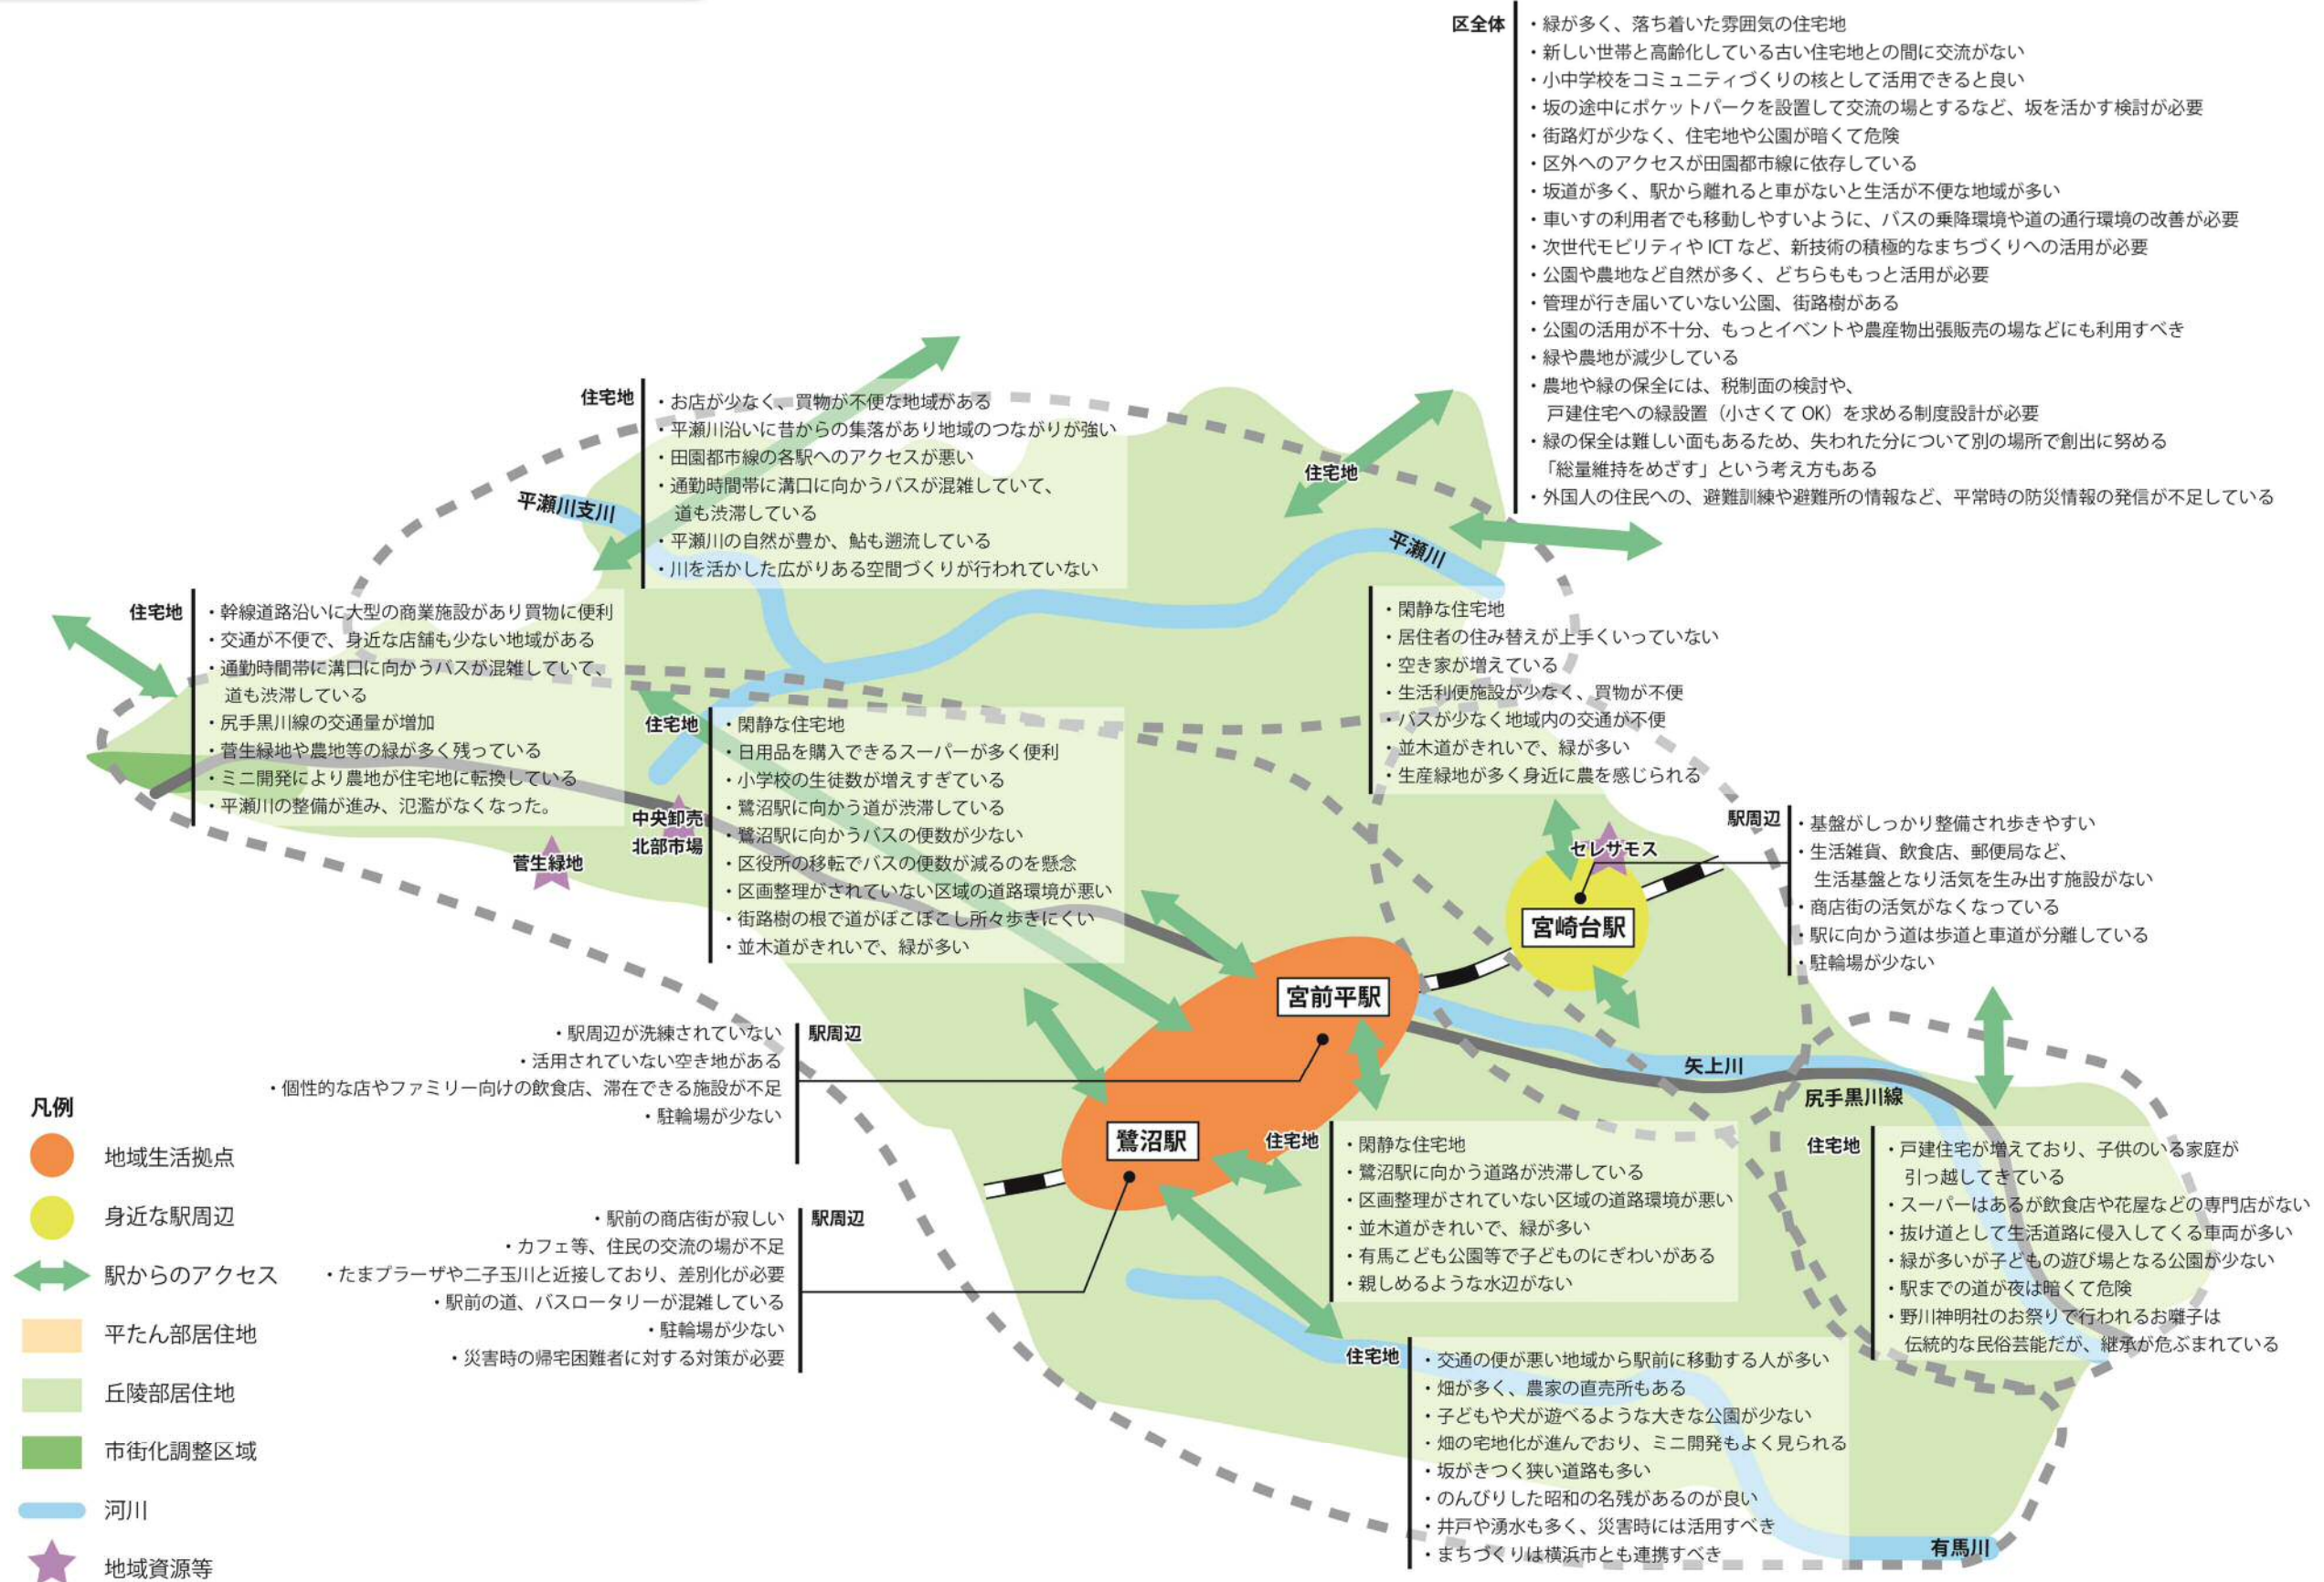 区全体
・緑が多く、落ち着いた雰囲気の住宅地
・新しい世帯と高齢化している古い住宅地との間に交流がない
・小中学校をコミュニティづくりの核として活用できると良い
・坂の途中にポケットパークを設置して交流の場とするなど、坂を活かす検討が必要
・街路灯が少なく、住宅地や公園が暗くて危険
・区外へのアクセスが田園都市線に依存している
・坂道が多く、駅から離れると車がないと生活が不便な地域が多い
・車いすの利用者でも移動しやすいように、バスの乗降環境や道の通行環境の改善が必要
・次世代モビリティや ICT など、新技術の積極的なまちづくりへの活用が必要
・公園や農地など自然が多く、どちらももっと活用が必要
・管理が行き届いていない公園、街路樹がある
・公園の活用が不十分、もっとイベントや農産物出張販売の場などにも利用すべき
・緑や農地が減少している
・農地や緑の保全には、税制面の検討や、
戸建住宅への緑設置（小さくて OK）を求める制度設計が必要
・緑の保全は難しい面もあるため、失われた分について別の場所で創出に努める
「総量維持をめざす」という考え方もある
・外国人の住民への、避難訓練や避難所の情報など、平常時の防災情報の発信が不足している
住宅地
・お店が少なく、買物が不便な地域がある
・平瀬川沿いに昔からの集落があり地域のつながりが強い
・田園都市線の各駅へのアクセスが悪い
・通勤時間帯に溝口に向かうバスが混雑していて、
道も渋滞している
・平瀬川の自然が豊か、鮎も遡流している
・川を活かした広がりある空間づくりが行われていない
住宅地
平瀬川支川
平瀬川
住宅地
・幹線道路沿いに大型の商業施設があり買物に便利
・交通が不便で、身近な店舗も少ない地域がある
・通勤時間帯に溝口に向かうバスが混雑していて、
道も渋滞している
・尻手黒川線の交通量が増加
・菅生緑地や農地等の緑が多く残っている
・ミニ開発により農地が住宅地に転換している
・平瀬川の整備が進み、氾濫がなくなった。
・閑静な住宅地
・居住者の住み替えが上手くいっていない
・空き家が増えている
・生活利便施設が少なく、買物が不便
・バスが少なく地域内の交通が不便
・並木道がきれいで、緑が多い
・生産緑地が多く身近に農を感じられる
住宅地
・閑静な住宅地
・日用品を購入できるスーパーが多く便利
・小学校の生徒数が増えすぎている
・鷺沼駅に向かう道が渋滞している
・鷺沼駅に向かうバスの便数が少ない
・区役所の移転でバスの便数が減るのを懸念
・区画整理がされていない区域の道路環境が悪い
・街路樹の根で道がぼこぼこし所々歩きにくい
・並木道がきれいで、緑が多い
中央卸売
北部市場
菅生緑地
セレサモス
宮崎台駅
駅周辺
・基盤がしっかり整備され歩きやすい
・生活雑貨、飲食店、郵便局など、
生活基盤となり活気を生み出す施設がない
・商店街の活気がなくなっている
・駅に向かう道は歩道と車道が分離している
・駐輪場が少ない
宮前平駅
駅周辺
・駅周辺が洗練されていない
・活用されていない空き地がある
・個性的な店やファミリー向けの飲食店、滞在できる施設が不足
・駐輪場が少ない
矢上川
尻手黒川線
鷺沼駅
住宅地
・閑静な住宅地
・鷺沼駅に向かう道路が渋滞している
・区画整理がされていない区域の道路環境が悪い
・並木道がきれいで、緑が多い
・有馬こども公園等で子どものにぎわいがある
・親しめるような水辺がない
住宅地
・戸建住宅が増えており、子供のいる家庭が
引っ越してきている
・スーパーはあるが飲食店や花屋などの専門店がない
・抜け道として生活道路に侵入してくる車両が多い
・緑が多いが子どもの遊び場となる公園が少ない
・駅までの道が夜は暗くて危険
・野川神明社のお祭りで行われるお囃子は
伝統的な民俗芸能だが、継承が危ぶまれている
駅周辺
・駅前の商店街が寂しい
・カフェ等、住民の交流の場が不足
・たまプラーザや二子玉川と近接しており、差別化が必要
・駅前の道、バスロータリーが混雑している
・駐輪場が少ない
・災害時の帰宅困難者に対する対策が必要
住宅地
・交通の便が悪い地域から駅前に移動する人が多い
・畑が多く、農家の直売所もある
・子どもや犬が遊べるような大きな公園が少ない
・畑の宅地化が進んでおり、ミニ開発もよく見られる
・坂がきつく狭い道路も多い
・のんびりした昭和の名残があるのが良い
・井戸や湧水も多く、災害時には活用すべき
・まちづくりは横浜市とも連携すべき
有馬川
凡例
地域生活拠点
身近な駅周辺
駅からのアクセス
平たん部居住地
丘陵部居住地
市街化調整区域
河川
地域資源等